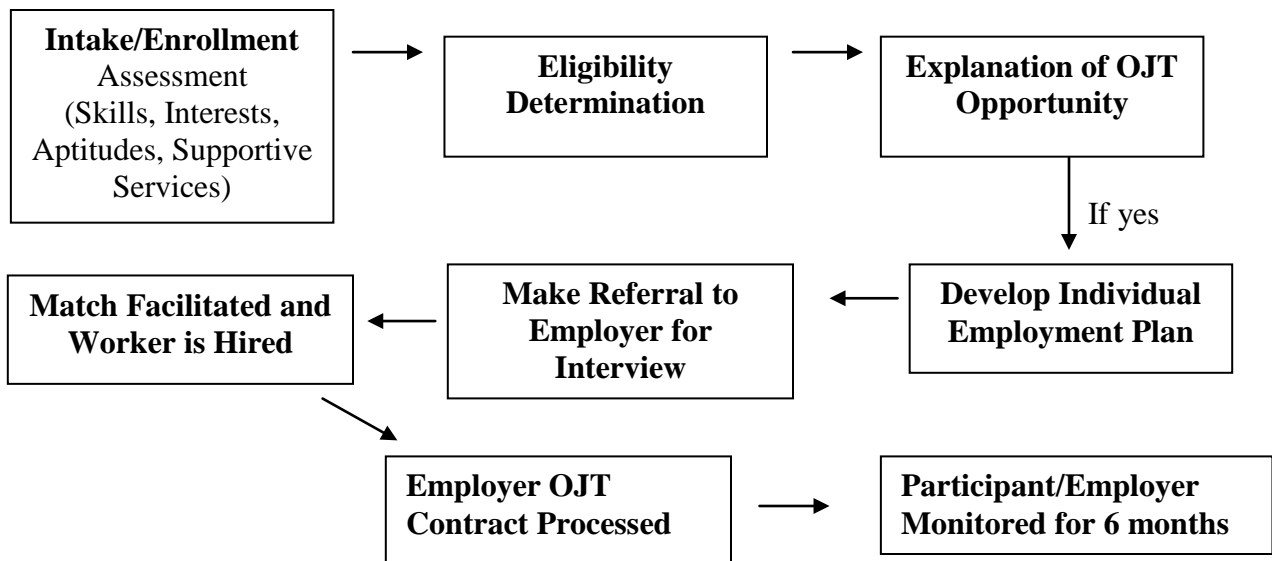 Intake/Enrollment
Assessment
(Skills, Interests,
Aptitudes, Supportive
Services)
Eligibility
Determination
Explanation of OJT
Opportunity
If yes
Develop Individual
Employment Plan
Make Referral to
Employer for
Interview
Match Facilitated and
Worker is Hired
Employer OJT
Contract Processed
Participant/Employer
Monitored for 6 months